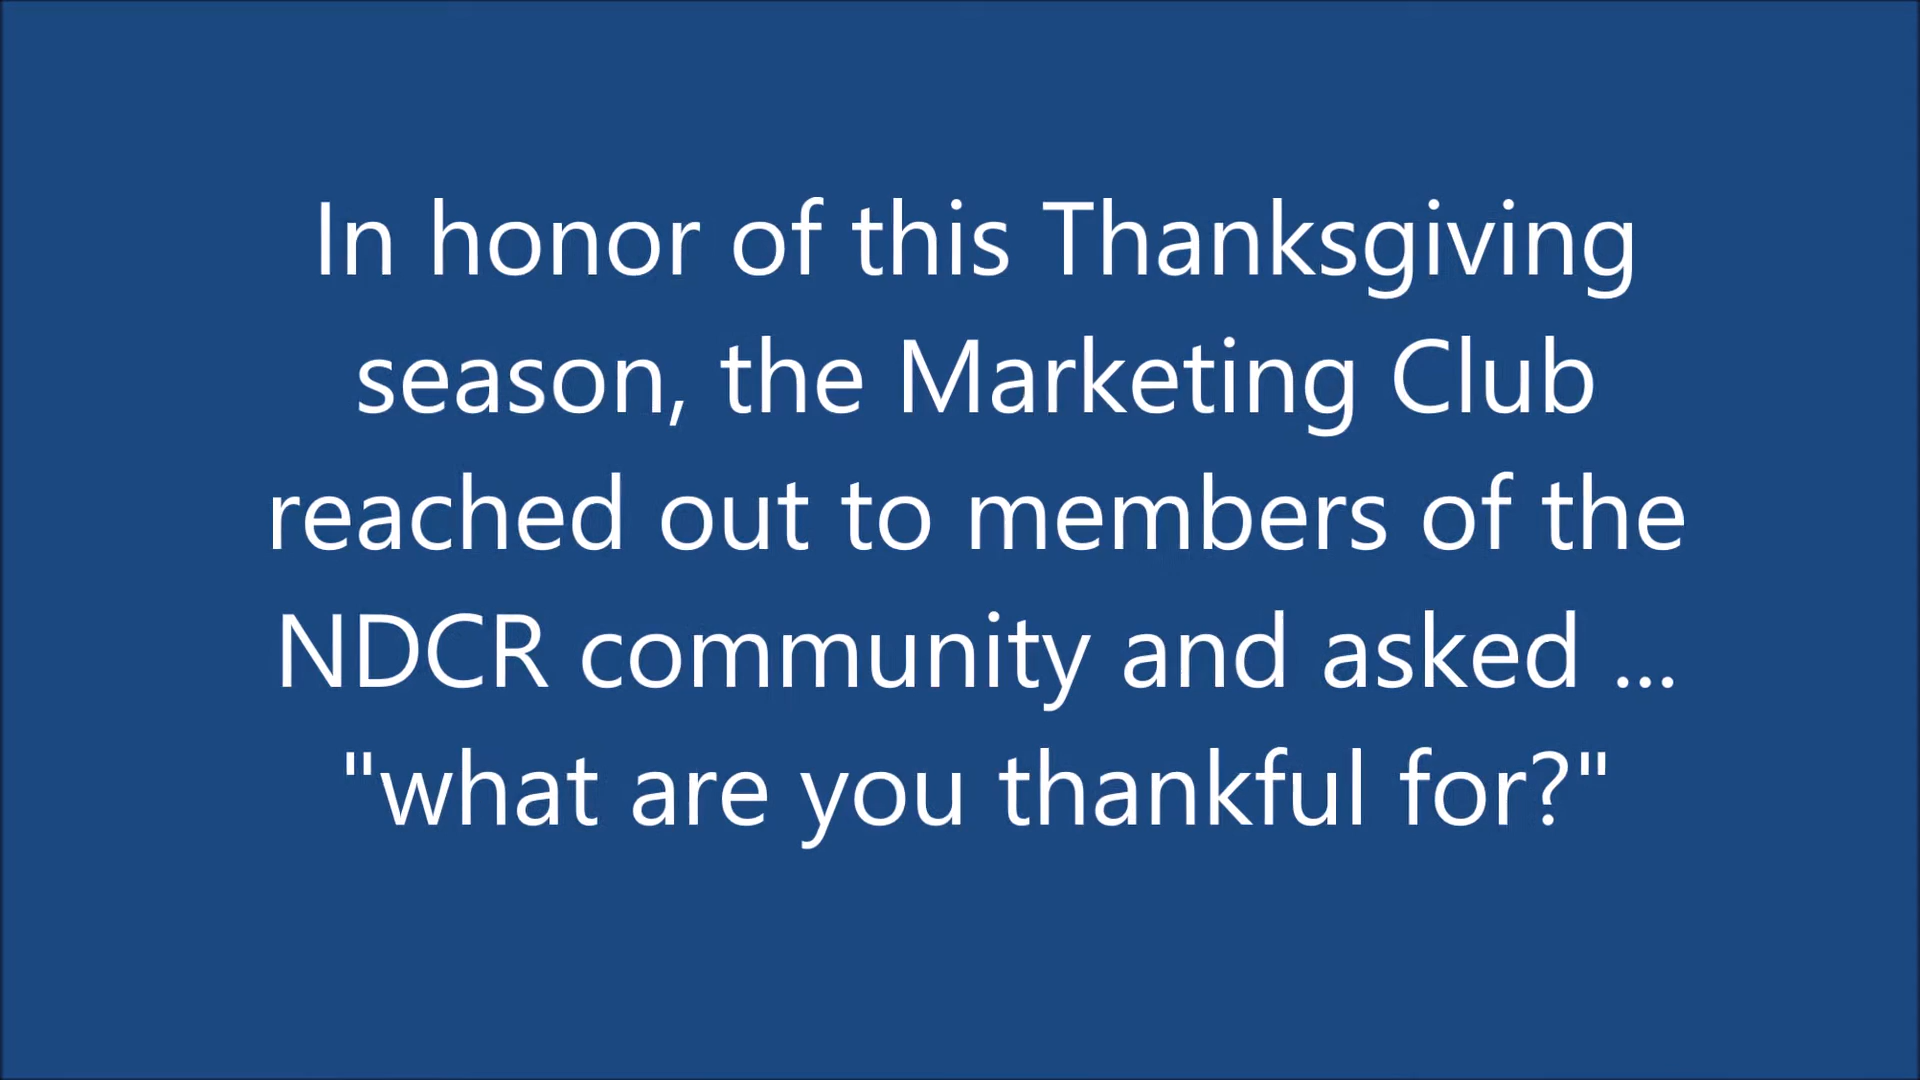 In honor of this Thanksgiving
season, the Marketing Club
reached out to members of the
NDCR community and asked ...
"what are you thankful for?"